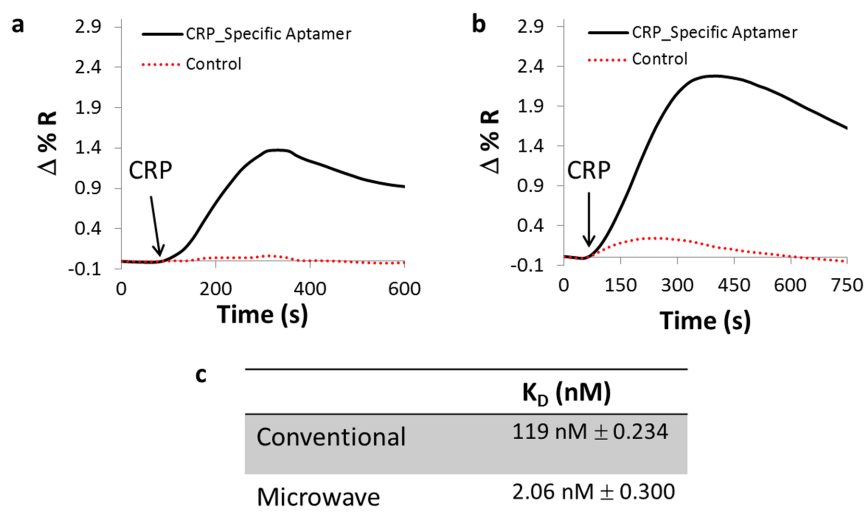 a
2.9
2.4
1.9
1.4
0.9
0.4
-0.1
Δ % R
CRP_Specific Aptamer
Control
CRP
0 200 400 600
Time (s)
b
2.9
2.4
1.9
1.4
0.9
0.4
-0.1
Δ % R
CRP_Specific Aptamer
Control
CRP
0 150 300 450 600 750
Time (s)
c
K_D (nM)
Conventional 119 nM ± 0.234
Microwave 2.06 nM ± 0.300